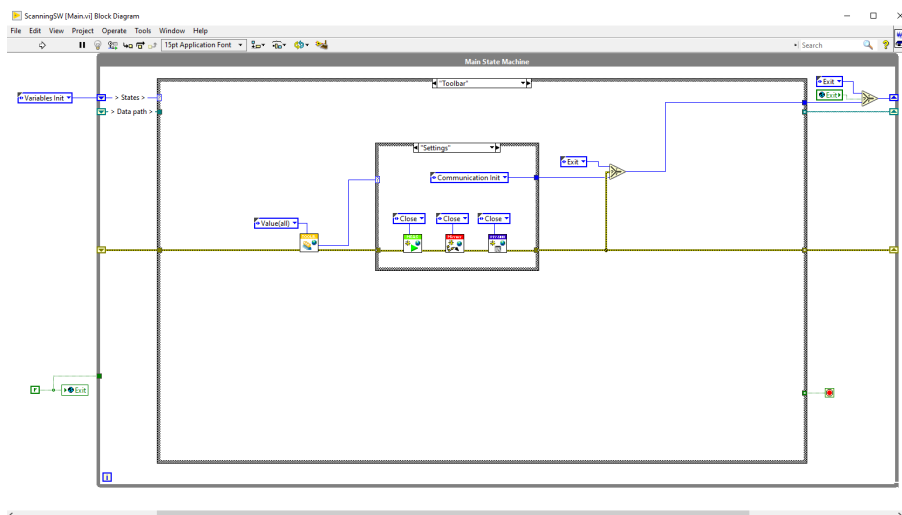 ScanningSW [Main.vi] Block Diagram
File Edit View Project Operate Tools Window Help
15pt Application Font
Search
Main State Machine
"Toolbar"
Variables Init
> States >
> Data path >
Exit
Exit
"Settings"
Exit
Communication Init
Value(all)
Close
Close
Close
F
Exit
i